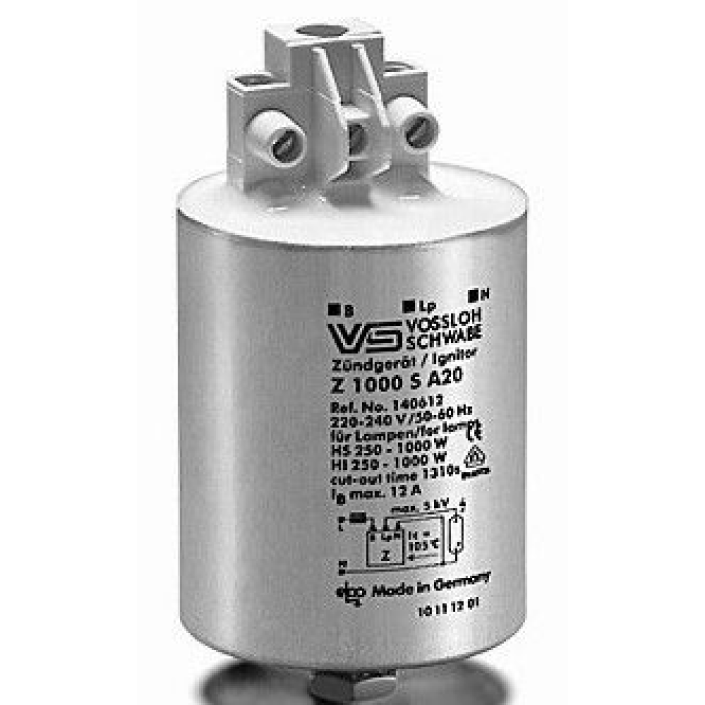 B Lp N
VS VOSSLOH
SCHWABE
Zündgerät / Ignitor
Z 1000 S A20
Ref. No. 140612
220-240 V/50-60 Hz
für Lampen/for lamps
HS 250 - 1000 W
HI 250 - 1000 W
cut-out time 1310s
max. 12 A
B
max. 5 kV
L
B Lp N
tc =
105°C
Z
N
Made in Germany
10 11 12 01